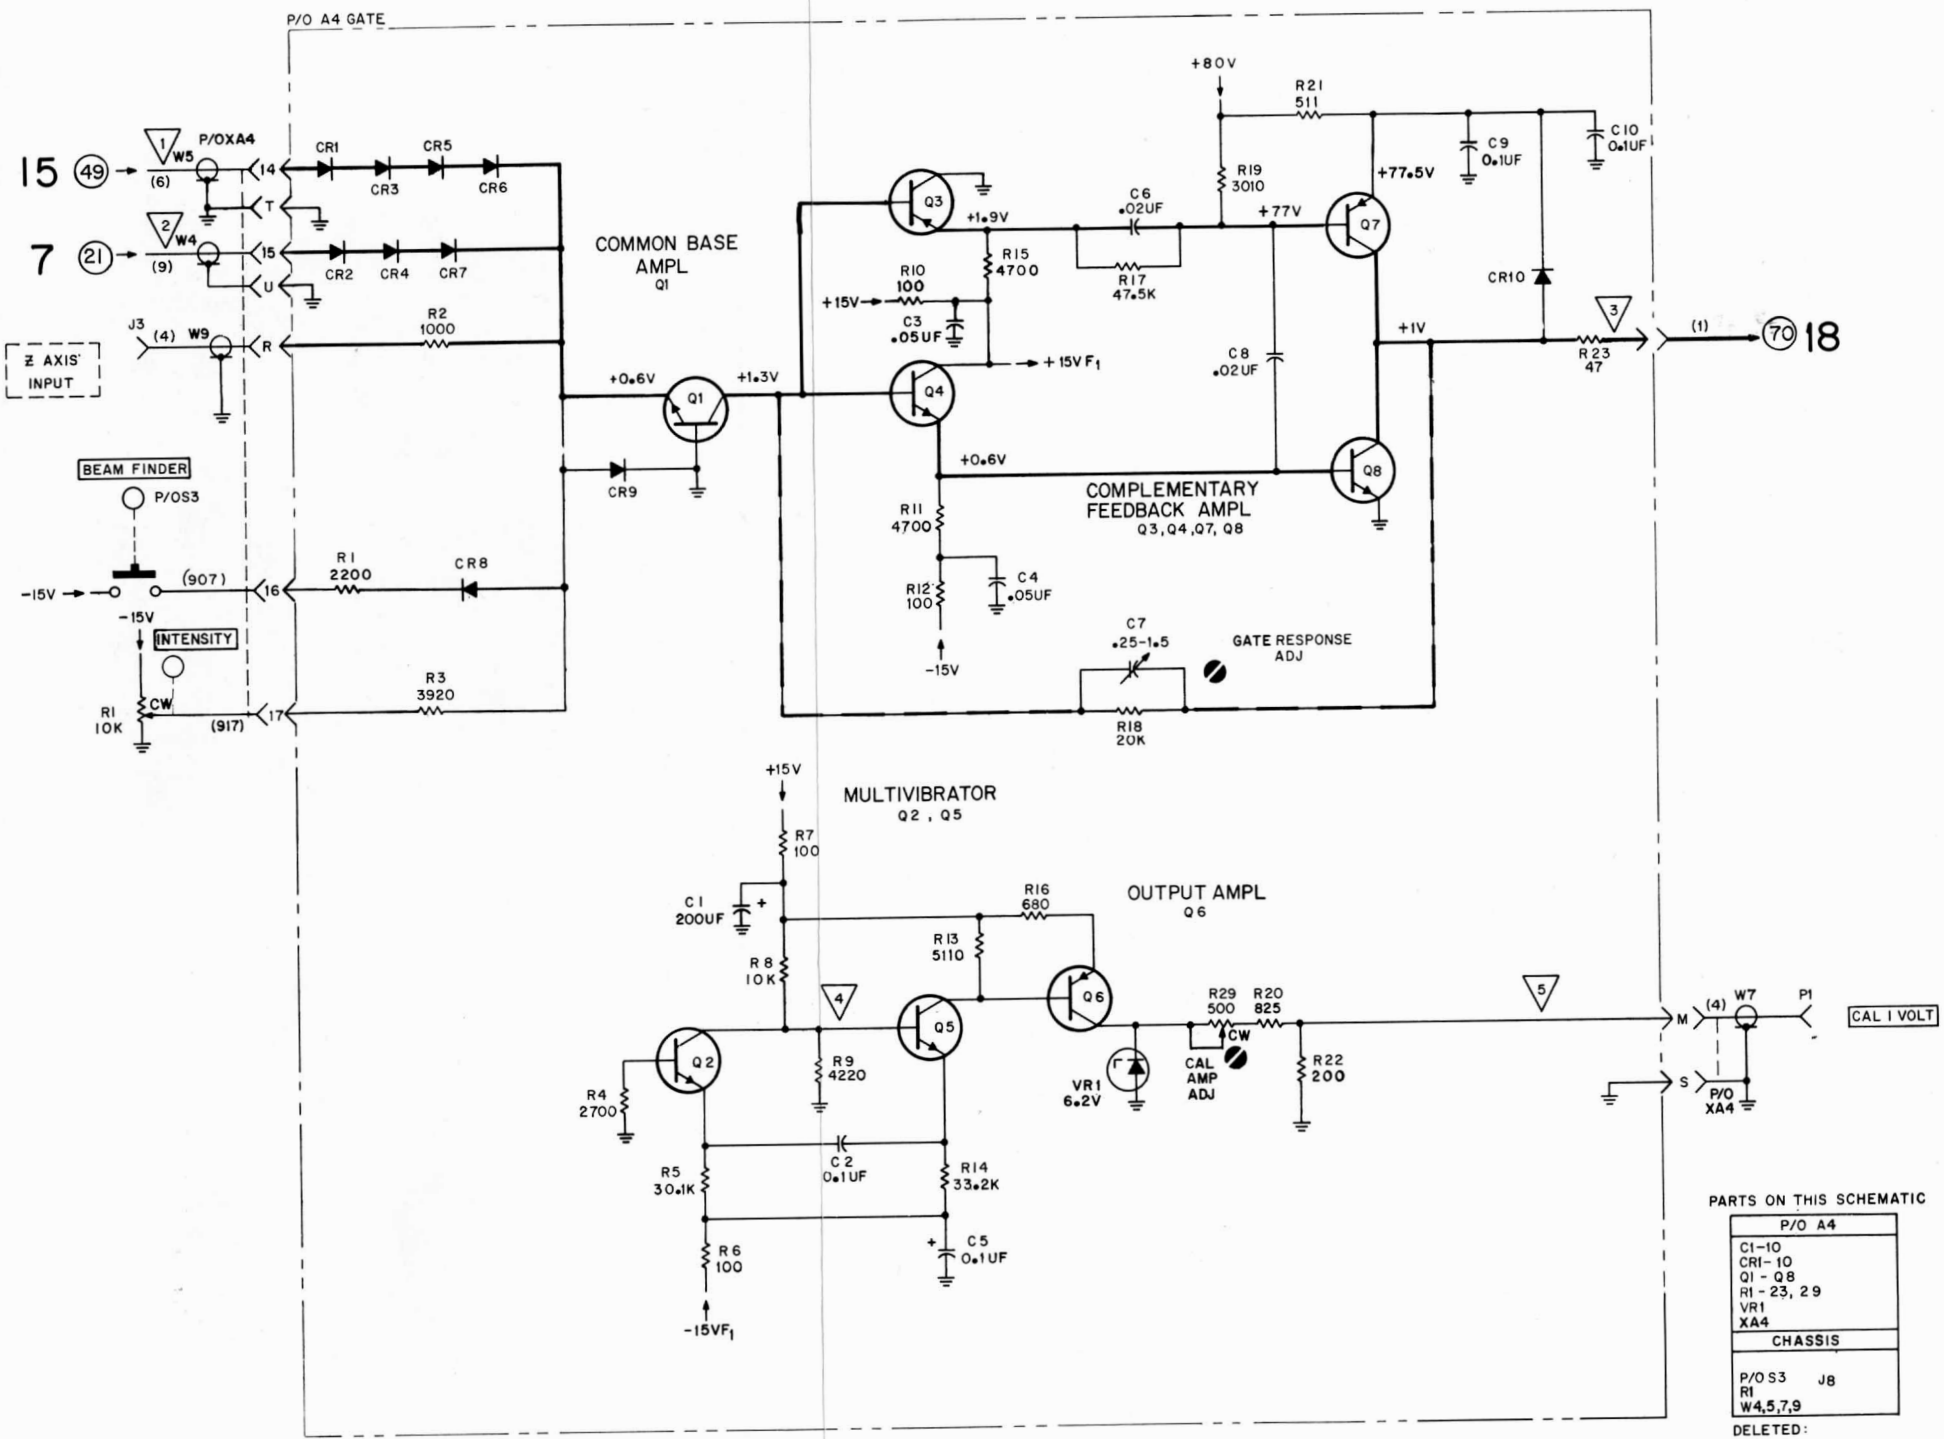 P/O A4 GATE
+80V
R21
511
1
P/OXA4
W5
15
49
(6)
14
CR1
CR3
CR5
CR6
T
2
W4
7
21
(9)
15
CR2
CR4
CR7
U
J3
(4)
W9
R
R2
1000
Z AXIS
INPUT
COMMON BASE
AMPL
Q1
+0.6V
Q1
+1.3V
CR9
Q3
+1.9V
R15
4700
R10
100
+15V
C3
.05UF
+15VF1
Q4
+0.6V
C6
.02UF
R17
47.5K
R19
3010
+77V
+77.5V
Q7
C9
0.1UF
C10
0.1UF
CR10
C8
.02UF
+1V
3
R23
47
(1)
70
18
Q8
COMPLEMENTARY
FEEDBACK AMPL
Q3,Q4,Q7,Q8
R11
4700
R12
100
C4
.05UF
-15V
BEAM FINDER
P/OS3
-15V
(907)
16
R1
2200
CR8
-15V
INTENSITY
R1
10K
CW
(917)
17
R3
3920
C7
.25-1.5
GATE RESPONSE
ADJ
R18
20K
+15V
R7
100
MULTIVIBRATOR
Q2, Q5
C1
200UF
+
R8
10K
R13
5110
R16
680
OUTPUT AMPL
Q6
4
Q2
R4
2700
R9
4220
Q5
Q6
VR1
6.2V
R29
500
CW
CAL
AMP
ADJ
R20
825
R22
200
5
M
(4)
W7
P1
CAL 1 VOLT
S
P/O
XA4
R5
30.1K
C2
0.1UF
R14
33.2K
R6
100
+
C5
0.1UF
-15VF1
PARTS ON THIS SCHEMATIC
P/O A4
C1-10
CR1-10
Q1-Q8
R1-23, 29
VR1
XA4
CHASSIS
P/O S3 J8
R1
W4,5,7,9
DELETED: